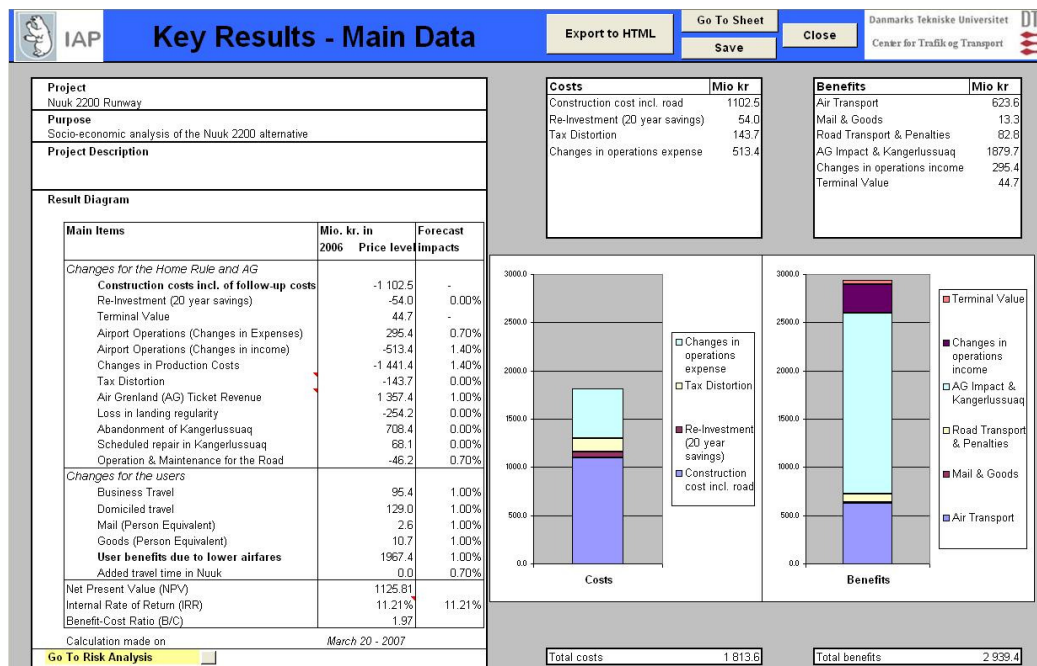 IAP
Key Results - Main Data
Export to HTML
Go To Sheet
Save
Close
Danmarks Tekniske Universitet
Center for Trafik og Transport
DT
Project
Nuuk 2200 Runway
Purpose
Socio-economic analysis of the Nuuk 2200 alternative
Project Description
Result Diagram
Main Items Mio. kr. in Forecast
2006 Price level impacts
Changes for the Home Rule and AG
Construction costs incl. of follow-up costs -1 102.5 -
Re-Investment (20 year savings) -54.0 0.00%
Terminal Value 44.7 -
Airport Operations (Changes in Expenses) 295.4 0.70%
Airport Operations (Changes in income) -513.4 1.40%
Changes in Production Costs -1 441.4 1.40%
Tax Distortion -143.7 0.00%
Air Grenland (AG) Ticket Revenue 1 357.4 1.00%
Loss in landing regularity -254.2 0.00%
Abandonment of Kangerlussuaq 708.4 0.00%
Scheduled repair in Kangerlussuaq 68.1 0.00%
Operation & Maintenance for the Road -46.2 0.70%
Changes for the users
Business Travel 95.4 1.00%
Domiciled travel 129.0 1.00%
Mail (Person Equivalent) 2.6 1.00%
Goods (Person Equivalent) 10.7 1.00%
User benefits due to lower airfares 1967.4 1.00%
Added travel time in Nuuk 0.0 0.70%
Net Present Value (NPV) 1125.81
Internal Rate of Return (IRR) 11.21% 11.21%
Benefit-Cost Ratio (B/C) 1.97
Calculation made on March 20 - 2007
Go To Risk Analysis
Costs Mio kr
Construction cost incl. road 1102.5
Re-Investment (20 year savings) 54.0
Tax Distortion 143.7
Changes in operations expense 513.4
Benefits Mio kr
Air Transport 623.6
Mail & Goods 13.3
Road Transport & Penalties 82.8
AG Impact & Kangerlussuaq 1879.7
Changes in operations income 295.4
Terminal Value 44.7
3000.0
2500.0
2000.0
1500.0
1000.0
500.0
0.0
Costs
Changes in
operations
expense
Tax Distortion
Re-Investment
(20 year
savings)
Construction
cost incl. road
3000.0
2500.0
2000.0
1500.0
1000.0
500.0
0.0
Benefits
Terminal Value
Changes in
operations
income
AG Impact &
Kangerlussuaq
Road Transport
& Penalties
Mail & Goods
Air Transport
Total costs 1 813.6
Total benefits 2 939.4